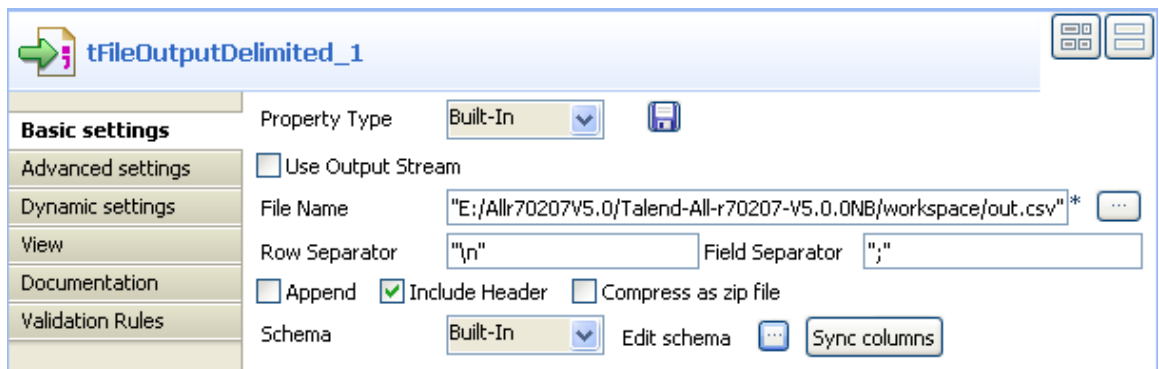 tFileOutputDelimited_1
Basic settings
Advanced settings
Dynamic settings
View
Documentation
Validation Rules
Property Type Built-In
Use Output Stream
File Name "E:/Allr70207V5.0/Talend-All-r70207-V5.0.0NB/workspace/out.csv" * ...
Row Separator "\n" Field Separator ";"
Append Include Header Compress as zip file
Schema Built-In Edit schema ... Sync columns